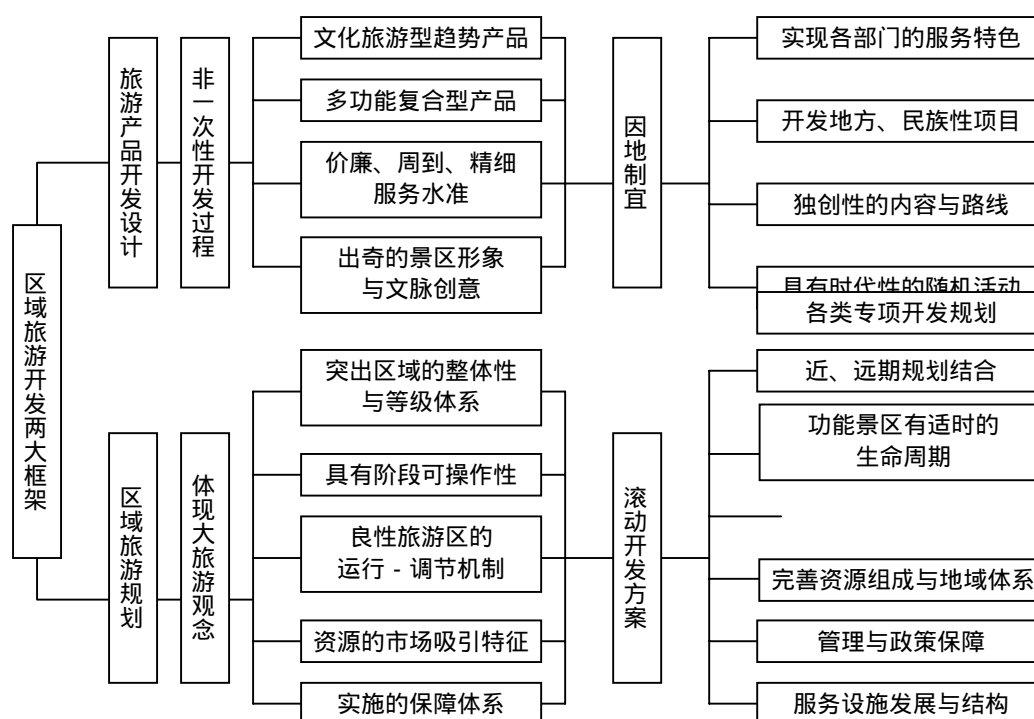 区域旅游开发两大框架
旅游产品开发设计
非一次性开发过程
文化旅游型趋势产品
多功能复合型产品
价廉、周到、精细
服务水准
出奇的景区形象
与文脉创意
因地制宜
实现各部门的服务特色
开发地方、民族性项目
独创性的内容与路线
具有时代性的随机活动
各类专项开发规划
区域旅游规划
体现大旅游观念
突出区域的整体性
与等级体系
具有阶段可操作性
良性旅游区的
运行 - 调节机制
资源的市场吸引特征
实施的保障体系
滚动开发方案
近、远期规划结合
功能景区有适时的
生命周期
完善资源组成与地域体系
管理与政策保障
服务设施发展与结构